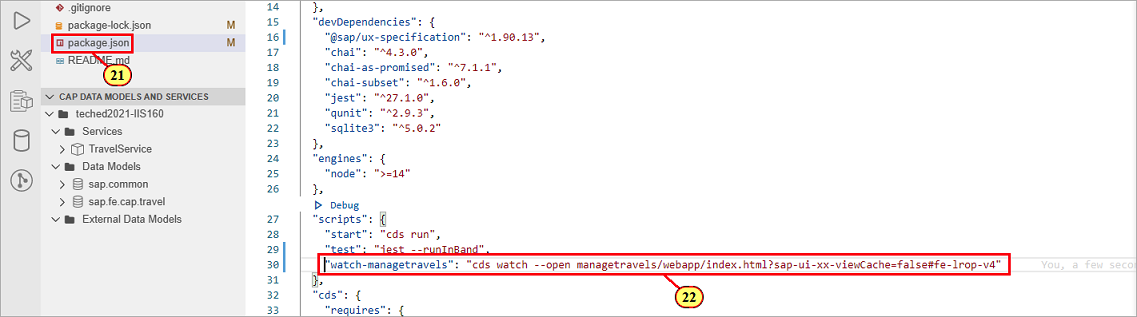 .gitignore
package-lock.json M
package.json M
README.md
21
CAP DATA MODELS AND SERVICES
teched2021-IIS160
Services
TravelService
Data Models
sap.common
sap.fe.cap.travel
External Data Models
14 },
15 "devDependencies": {
16 "@sap/ux-specification": "^1.90.13",
17 "chai": "^4.3.0",
18 "chai-as-promised": "^7.1.1",
19 "chai-subset": "^1.6.0",
20 "jest": "^27.1.0",
21 "qunit": "^2.9.3",
22 "sqlite3": "^5.0.2"
23 },
24 "engines": {
25 "node": ">=14"
26 },
Debug
27 "scripts": {
28 "start": "cds run",
29 "test": "jest --runInBand",
30 "watch-managetravels": "cds watch --open managetravels/webapp/index.html?sap-ui-xx-viewCache=false#fe-lrop-v4" You, a few seco
31 },
22
32 "cds": {
33 "requires": {